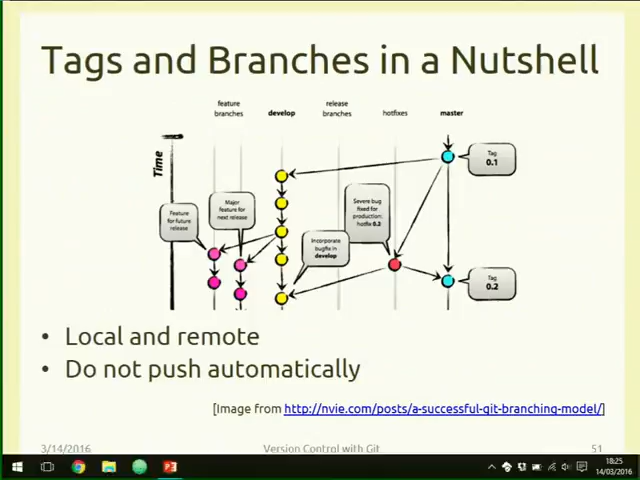 Tags and Branches in a Nutshell
feature
branches
develop
release
branches
hotfixes
master
Time
Tag
0.1
Feature
for future
release
Major
feature for
next release
Severe bug
fixed for
production:
hotfix 0.2
Incorporate
bugfix in
develop
Tag
0.2
• Local and remote
• Do not push automatically
[Image from http://nvie.com/posts/a-successful-git-branching-model/]
3/14/2016
Version Control with Git
51
18:25
14/03/2016